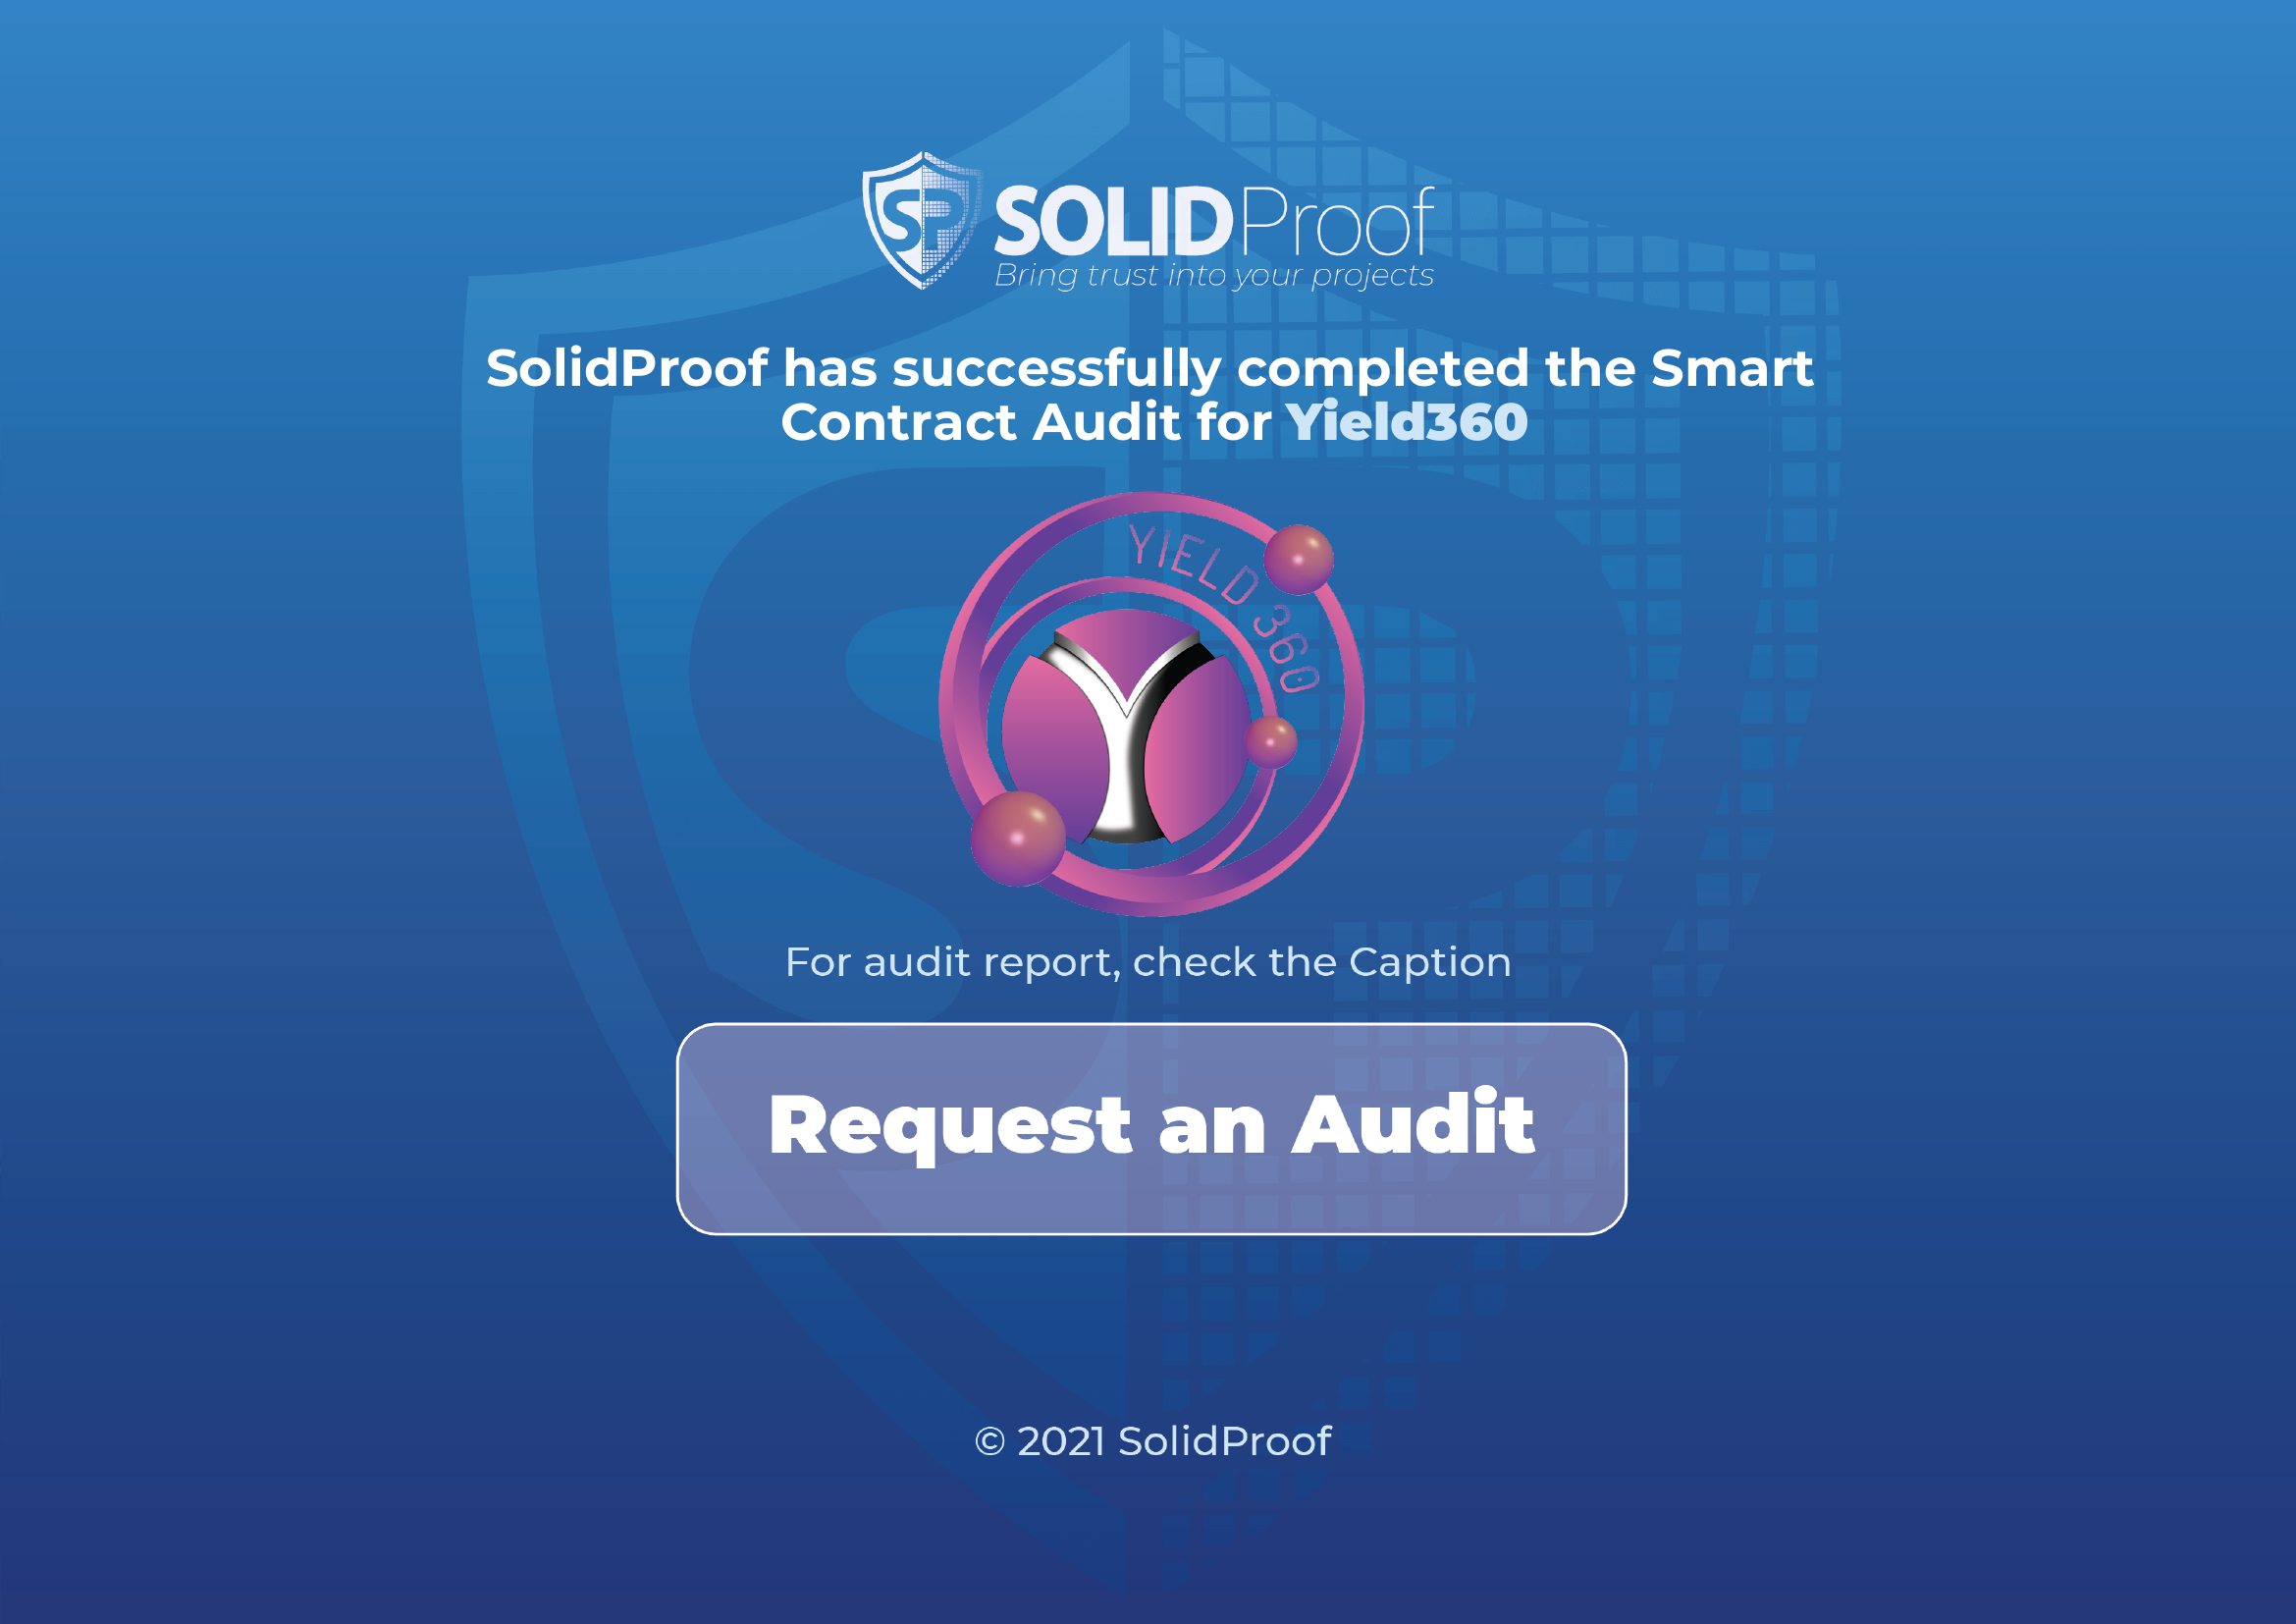 SP SOLIDProof
Bring trust into your projects
SolidProof has successfully completed the Smart
Contract Audit for Yield360
YIELD 360
For audit report, check the Caption
Request an Audit
© 2021 SolidProof